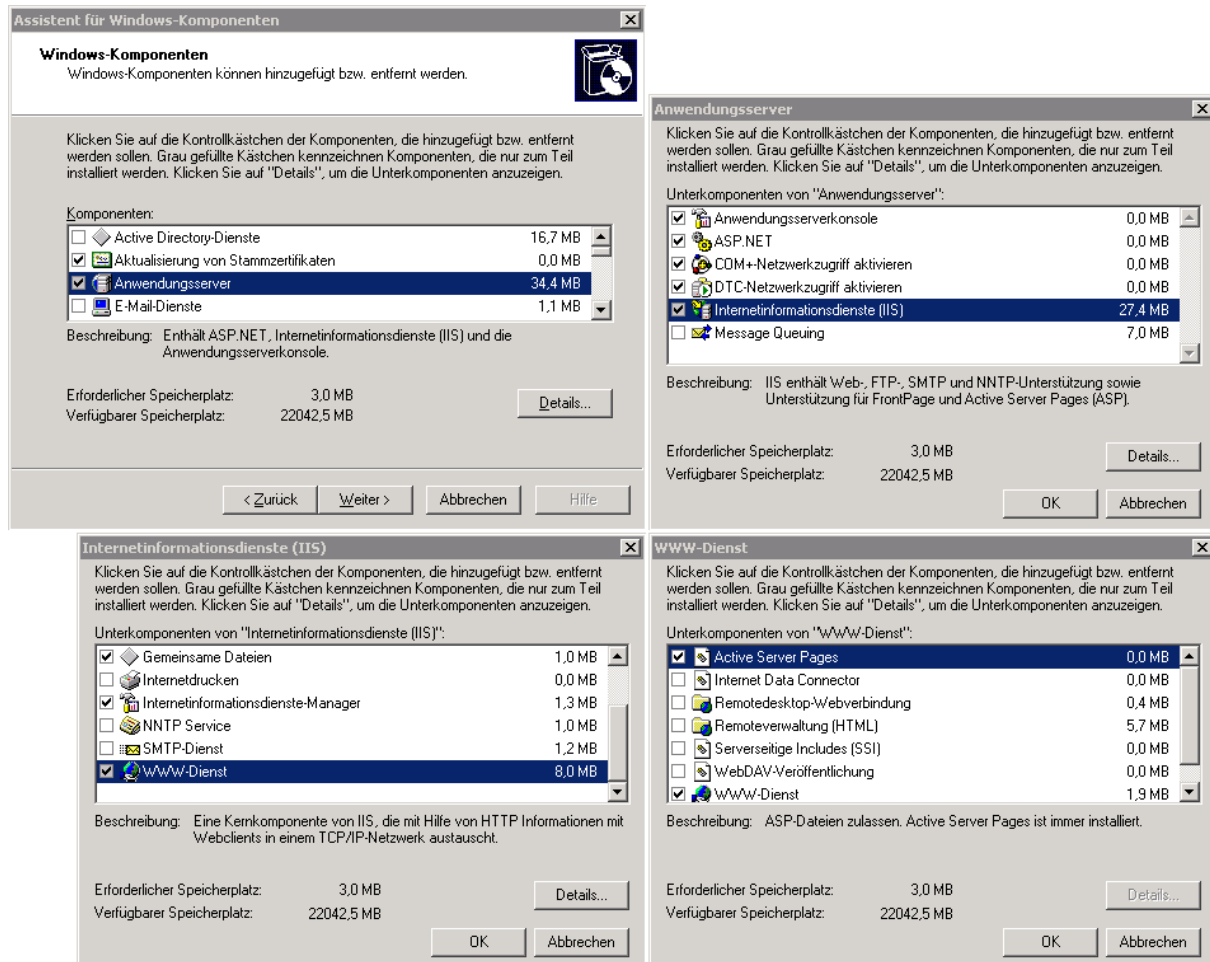 Assistent für Windows-Komponenten
Windows-Komponenten
Windows-Komponenten können hinzugefügt bzw. entfernt werden.
Klicken Sie auf die Kontrollkästchen der Komponenten, die hinzugefügt bzw. entfernt
werden sollen. Grau gefüllte Kästchen kennzeichnen Komponenten, die nur zum Teil
installiert werden. Klicken Sie auf "Details", um die Unterkomponenten anzuzeigen.
Komponenten:
Active Directory-Dienste 16,7 MB
Aktualisierung von Stammzertifikaten 0,0 MB
Anwendungsserver 34,4 MB
E-Mail-Dienste 1,1 MB
Beschreibung: Enthält ASP.NET, Internetinformationsdienste (IIS) und die
Anwendungsserverkonsole.
Erforderlicher Speicherplatz: 3,0 MB
Verfügbarer Speicherplatz: 22042,5 MB
Details...
< Zurück Weiter > Abbrechen Hilfe
Anwendungsserver
Klicken Sie auf die Kontrollkästchen der Komponenten, die hinzugefügt bzw. entfernt
werden sollen. Grau gefüllte Kästchen kennzeichnen Komponenten, die nur zum Teil
installiert werden. Klicken Sie auf "Details", um die Unterkomponenten anzuzeigen.
Unterkomponenten von "Anwendungsserver":
Anwendungsserverkonsole 0,0 MB
ASP.NET 0,0 MB
COM+-Netzwerkzugriff aktivieren 0,0 MB
DTC-Netzwerkzugriff aktivieren 0,0 MB
Internetinformationsdienste (IIS) 27,4 MB
Message Queuing 7,0 MB
Beschreibung: IIS enthält Web-, FTP-, SMTP und NNTP-Unterstützung sowie
Unterstützung für FrontPage und Active Server Pages (ASP).
Erforderlicher Speicherplatz: 3,0 MB
Verfügbarer Speicherplatz: 22042,5 MB
Details...
OK Abbrechen
Internetinformationsdienste (IIS)
Klicken Sie auf die Kontrollkästchen der Komponenten, die hinzugefügt bzw. entfernt
werden sollen. Grau gefüllte Kästchen kennzeichnen Komponenten, die nur zum Teil
installiert werden. Klicken Sie auf "Details", um die Unterkomponenten anzuzeigen.
Unterkomponenten von "Internetinformationsdienste (IIS)":
Gemeinsame Dateien 1,0 MB
Internetdrucken 0,0 MB
Internetinformationsdienste-Manager 1,3 MB
NNTP Service 1,0 MB
SMTP-Dienst 1,2 MB
WWW-Dienst 8,0 MB
Beschreibung: Eine Kernkomponente von IIS, die mit Hilfe von HTTP Informationen mit
Webclients in einem TCP/IP-Netzwerk austauscht.
Erforderlicher Speicherplatz: 3,0 MB
Verfügbarer Speicherplatz: 22042,5 MB
Details...
OK Abbrechen
WWW-Dienst
Klicken Sie auf die Kontrollkästchen der Komponenten, die hinzugefügt bzw. entfernt
werden sollen. Grau gefüllte Kästchen kennzeichnen Komponenten, die nur zum Teil
installiert werden. Klicken Sie auf "Details", um die Unterkomponenten anzuzeigen.
Unterkomponenten von "WWW-Dienst":
Active Server Pages 0,0 MB
Internet Data Connector 0,0 MB
Remotedesktop-Webverbindung 0,4 MB
Remoteverwaltung (HTML) 5,7 MB
Serverseitige Includes (SSI) 0,0 MB
WebDAV-Veröffentlichung 0,0 MB
WWW-Dienst 1,9 MB
Beschreibung: ASP-Dateien zulassen. Active Server Pages ist immer installiert.
Erforderlicher Speicherplatz: 3,0 MB
Verfügbarer Speicherplatz: 22042,5 MB
Details...
OK Abbrechen